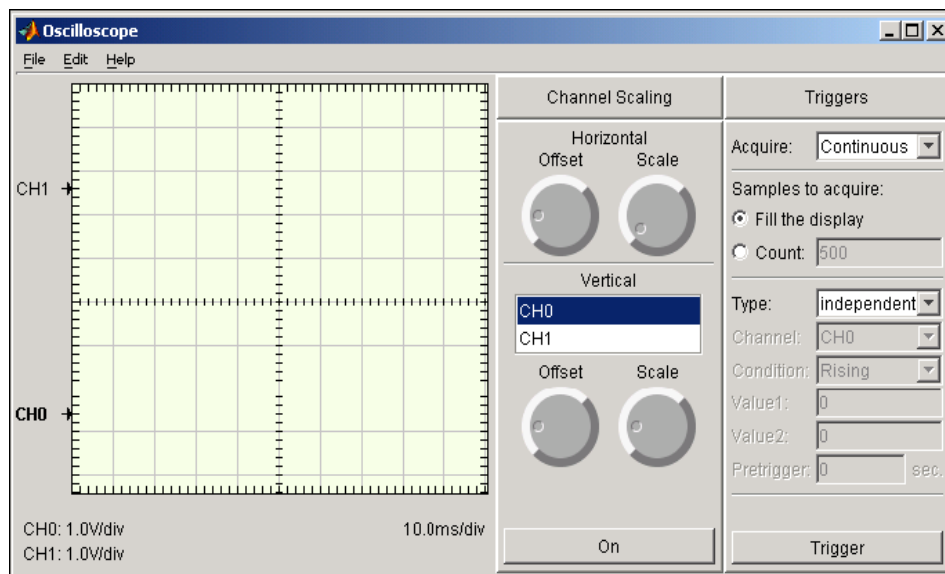 Oscilloscope
File Edit Help
CH1
CH0
CH0: 1.0V/div
10.0ms/div
CH1: 1.0V/div
Channel Scaling
Horizontal
Offset Scale
Vertical
CH0
CH1
Offset Scale
On
Triggers
Acquire: Continuous
Samples to acquire:
Fill the display
Count: 500
Type: independent
Channel: CH0
Condition: Rising
Value1: 0
Value2: 0
Pretrigger: 0 sec.
Trigger